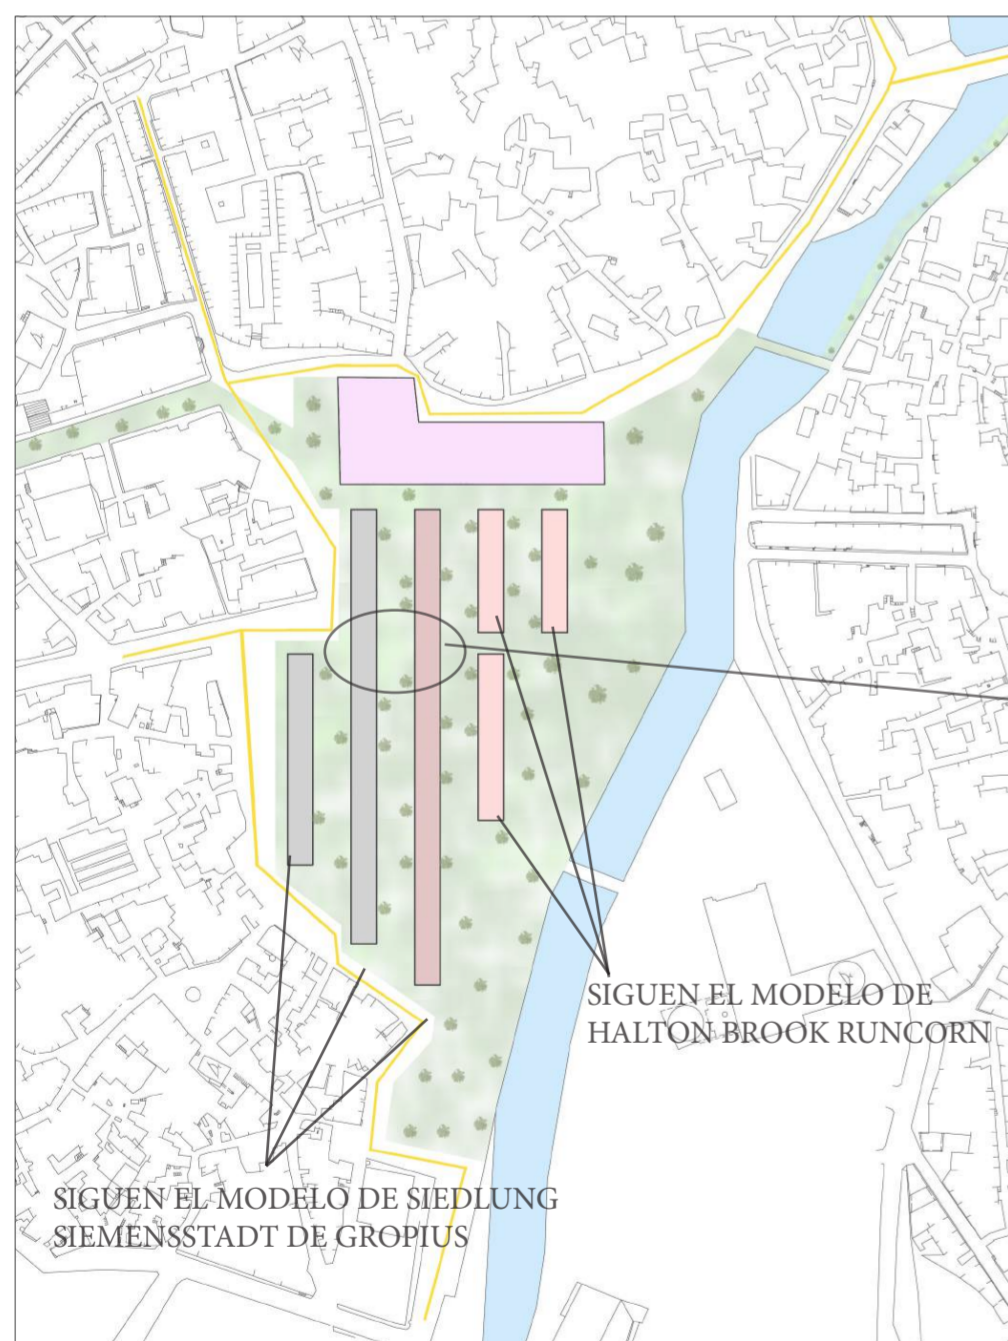 SIGUEN EL MODELO DE
HALTON BROOK RUNCORN
SIGUEN EL MODELO DE SIEDLUNG
SIEMENSSTADT DE GROPIUS